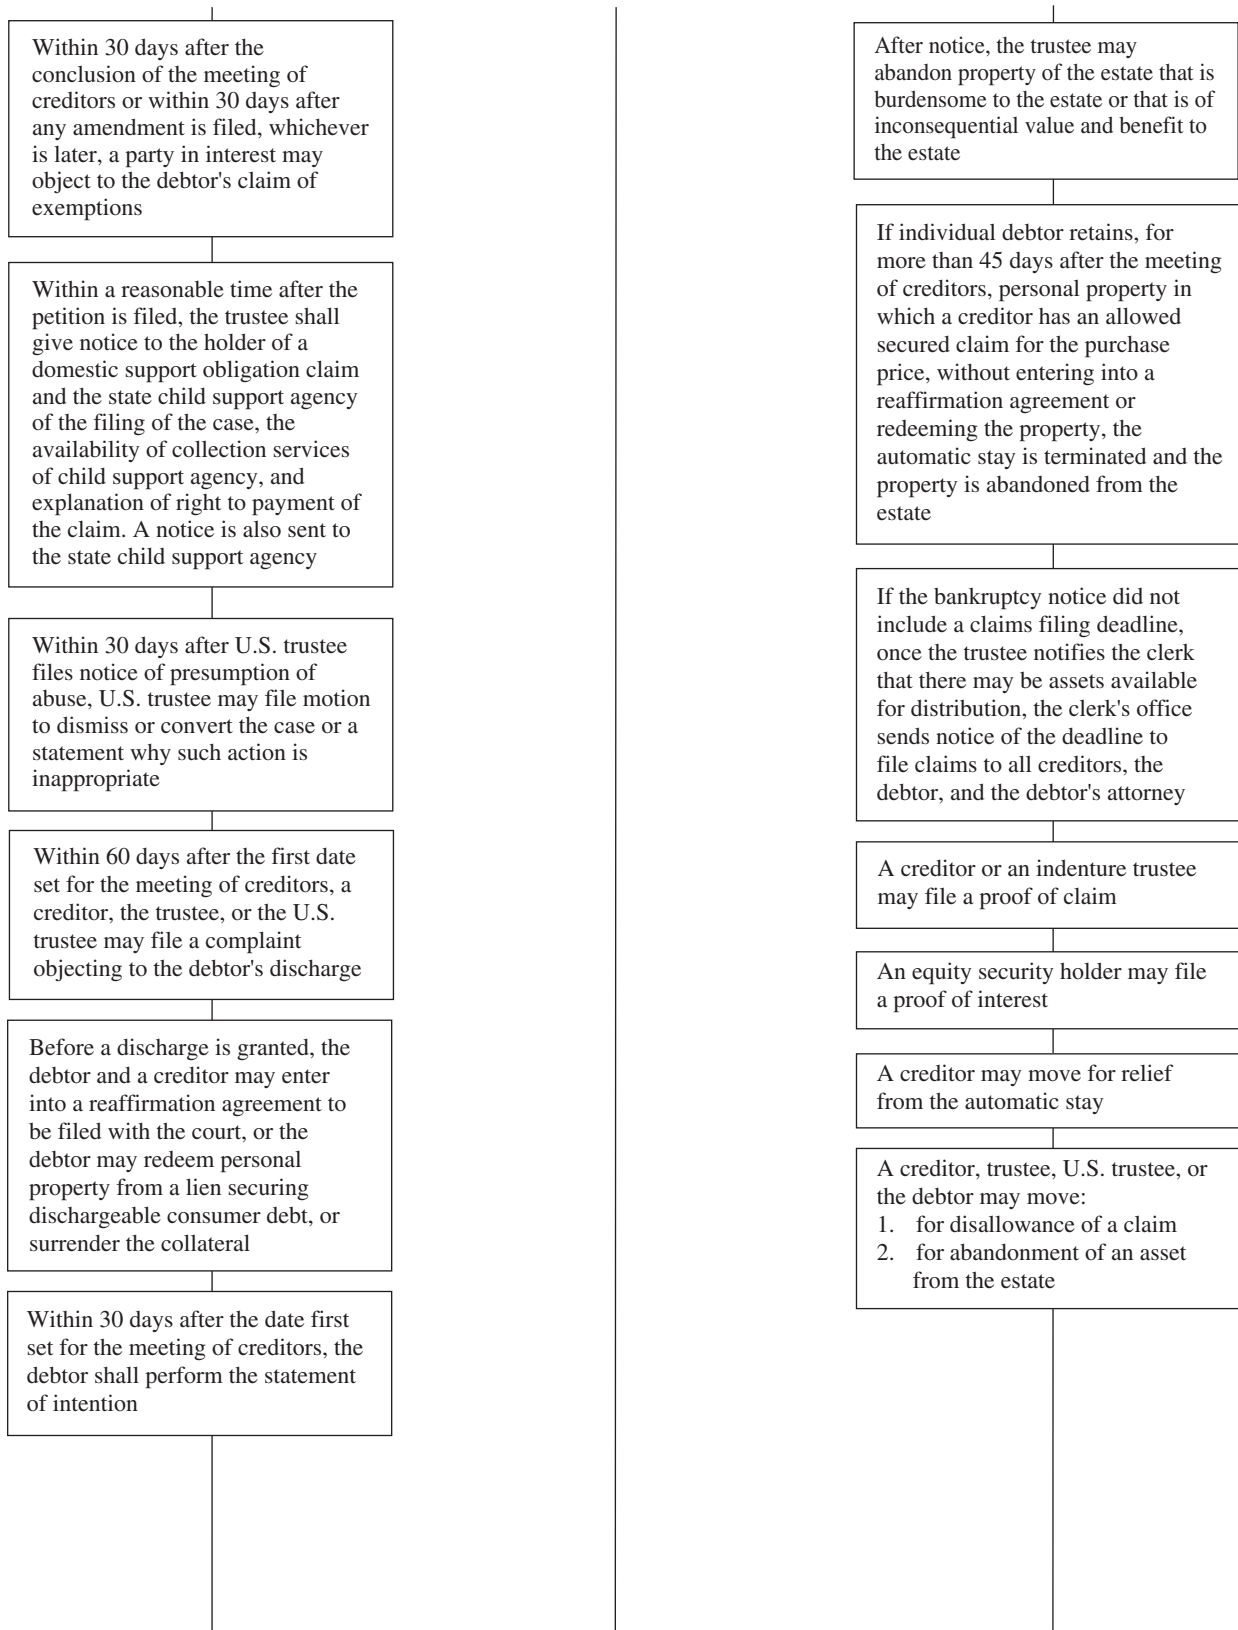 Within 30 days after the
conclusion of the meeting of
creditors or within 30 days after
any amendment is filed, whichever
is later, a party in interest may
object to the debtor's claim of
exemptions
Within a reasonable time after the
petition is filed, the trustee shall
give notice to the holder of a
domestic support obligation claim
and the state child support agency
of the filing of the case, the
availability of collection services
of child support agency, and
explanation of right to payment of
the claim. A notice is also sent to
the state child support agency
Within 30 days after U.S. trustee
files notice of presumption of
abuse, U.S. trustee may file motion
to dismiss or convert the case or a
statement why such action is
inappropriate
Within 60 days after the first date
set for the meeting of creditors, a
creditor, the trustee, or the U.S.
trustee may file a complaint
objecting to the debtor's discharge
Before a discharge is granted, the
debtor and a creditor may enter
into a reaffirmation agreement to
be filed with the court, or the
debtor may redeem personal
property from a lien securing
dischargeable consumer debt, or
surrender the collateral
Within 30 days after the date first
set for the meeting of creditors, the
debtor shall perform the statement
of intention
After notice, the trustee may
abandon property of the estate that is
burdensome to the estate or that is of
inconsequential value and benefit to
the estate
If individual debtor retains, for
more than 45 days after the meeting
of creditors, personal property in
which a creditor has an allowed
secured claim for the purchase
price, without entering into a
reaffirmation agreement or
redeeming the property, the
automatic stay is terminated and the
property is abandoned from the
estate
If the bankruptcy notice did not
include a claims filing deadline,
once the trustee notifies the clerk
that there may be assets available
for distribution, the clerk's office
sends notice of the deadline to
file claims to all creditors, the
debtor, and the debtor's attorney
A creditor or an indenture trustee
may file a proof of claim
An equity security holder may file
a proof of interest
A creditor may move for relief
from the automatic stay
A creditor, trustee, U.S. trustee, or
the debtor may move:
1. for disallowance of a claim
2. for abandonment of an asset
from the estate